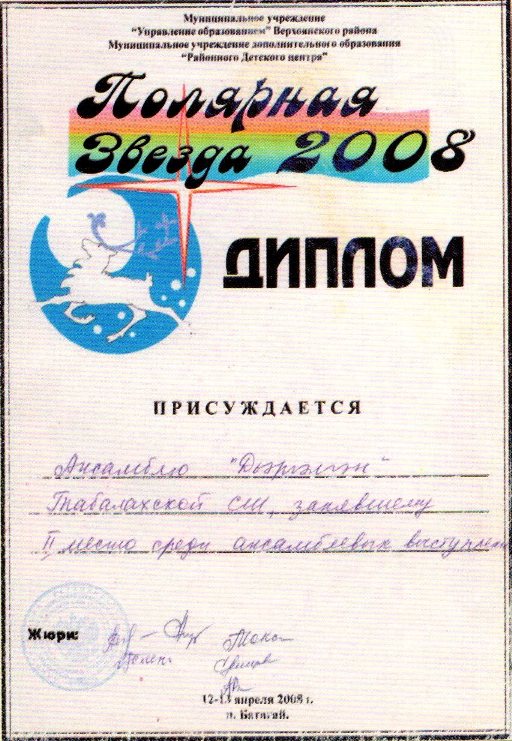 Муниципальное учреждение
"Управление образованием" Верхоянского района
Муниципальное учреждение дополнительного образования
"Районного Детского центра"
Полярная
Звезда 2008
ДИПЛОМ
ПРИСУЖДАЕТСЯ
Ансамблю
Табалахской СШ, занявшему
II место среди ансамблевых выступлений
Жюри:
12-13 апреля 2008 г.
п. Батагай.